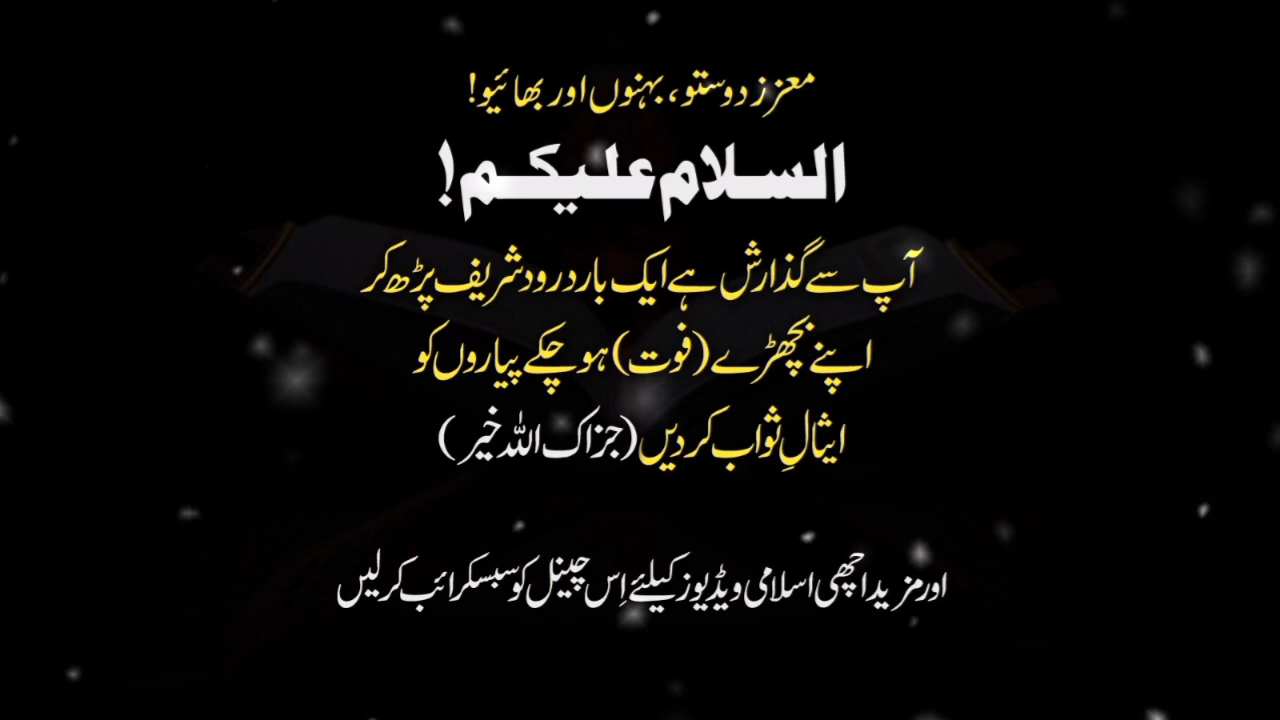 معزز دوستو، بہنوں اور بھائیو!
السلام علیکم!
آپ سے گذارش ہے ایک بار درود شریف پڑھ کر
اپنے بچھڑے (فوت) ہو چکے پیاروں کو
ایثالِ ثواب کر دیں (جزاک اللہ خیر)
اور مزید اچھی اسلامی ویڈیوز کیلئے اِس چینل کو سبسکرائب کر لیں